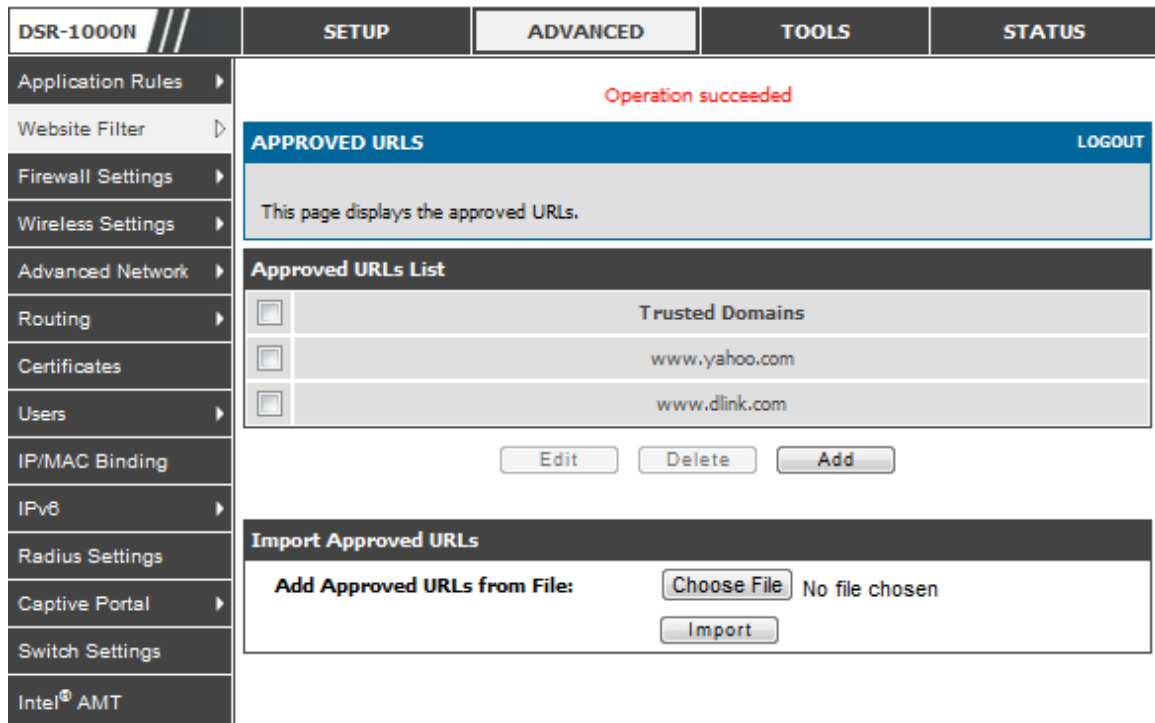 DSR-1000N
SETUP
ADVANCED
TOOLS
STATUS
Application Rules
Website Filter
Firewall Settings
Wireless Settings
Advanced Network
Routing
Certificates
Users
IP/MAC Binding
IPv6
Radius Settings
Captive Portal
Switch Settings
Intel® AMT
Operation succeeded
APPROVED URLS
LOGOUT
This page displays the approved URLs.
Approved URLs List
Trusted Domains
www.yahoo.com
www.dlink.com
Edit
Delete
Add
Import Approved URLs
Add Approved URLs from File:
Choose File No file chosen
Import